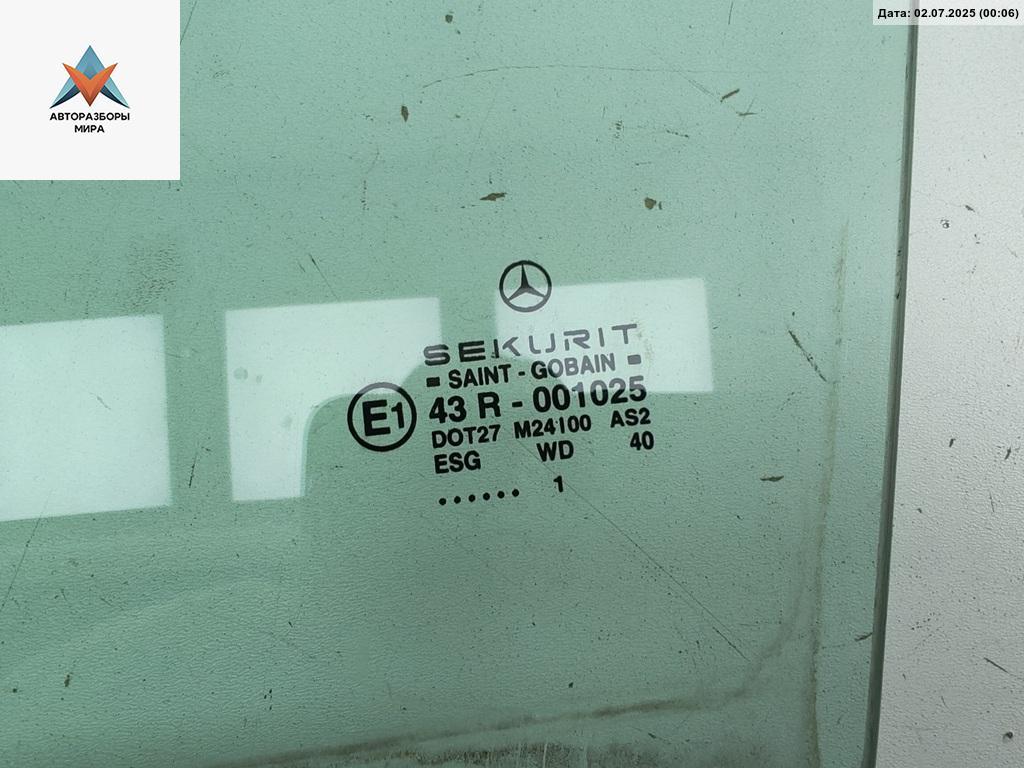 Дата: 02.07.2025 (00:06)
АВТОРАЗБОРЫ
МИРА
SEKURIT
SAINT - GOBAIN
E1 43 R - 001025
DOT27 M24100 AS2
ESG WD 40
...... 1